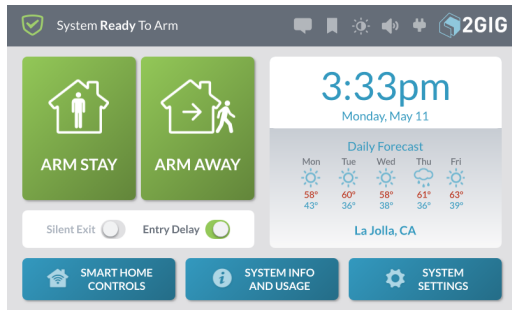 System Ready To Arm
2GIG
ARM STAY
ARM AWAY
Silent Exit
Entry Delay
3:33pm
Monday, May 11
Daily Forecast
Mon Tue Wed Thu Fri
58° 60° 58° 61° 63°
43° 36° 38° 36° 39°
La Jolla, CA
SMART HOME
CONTROLS
SYSTEM INFO
AND USAGE
SYSTEM
SETTINGS